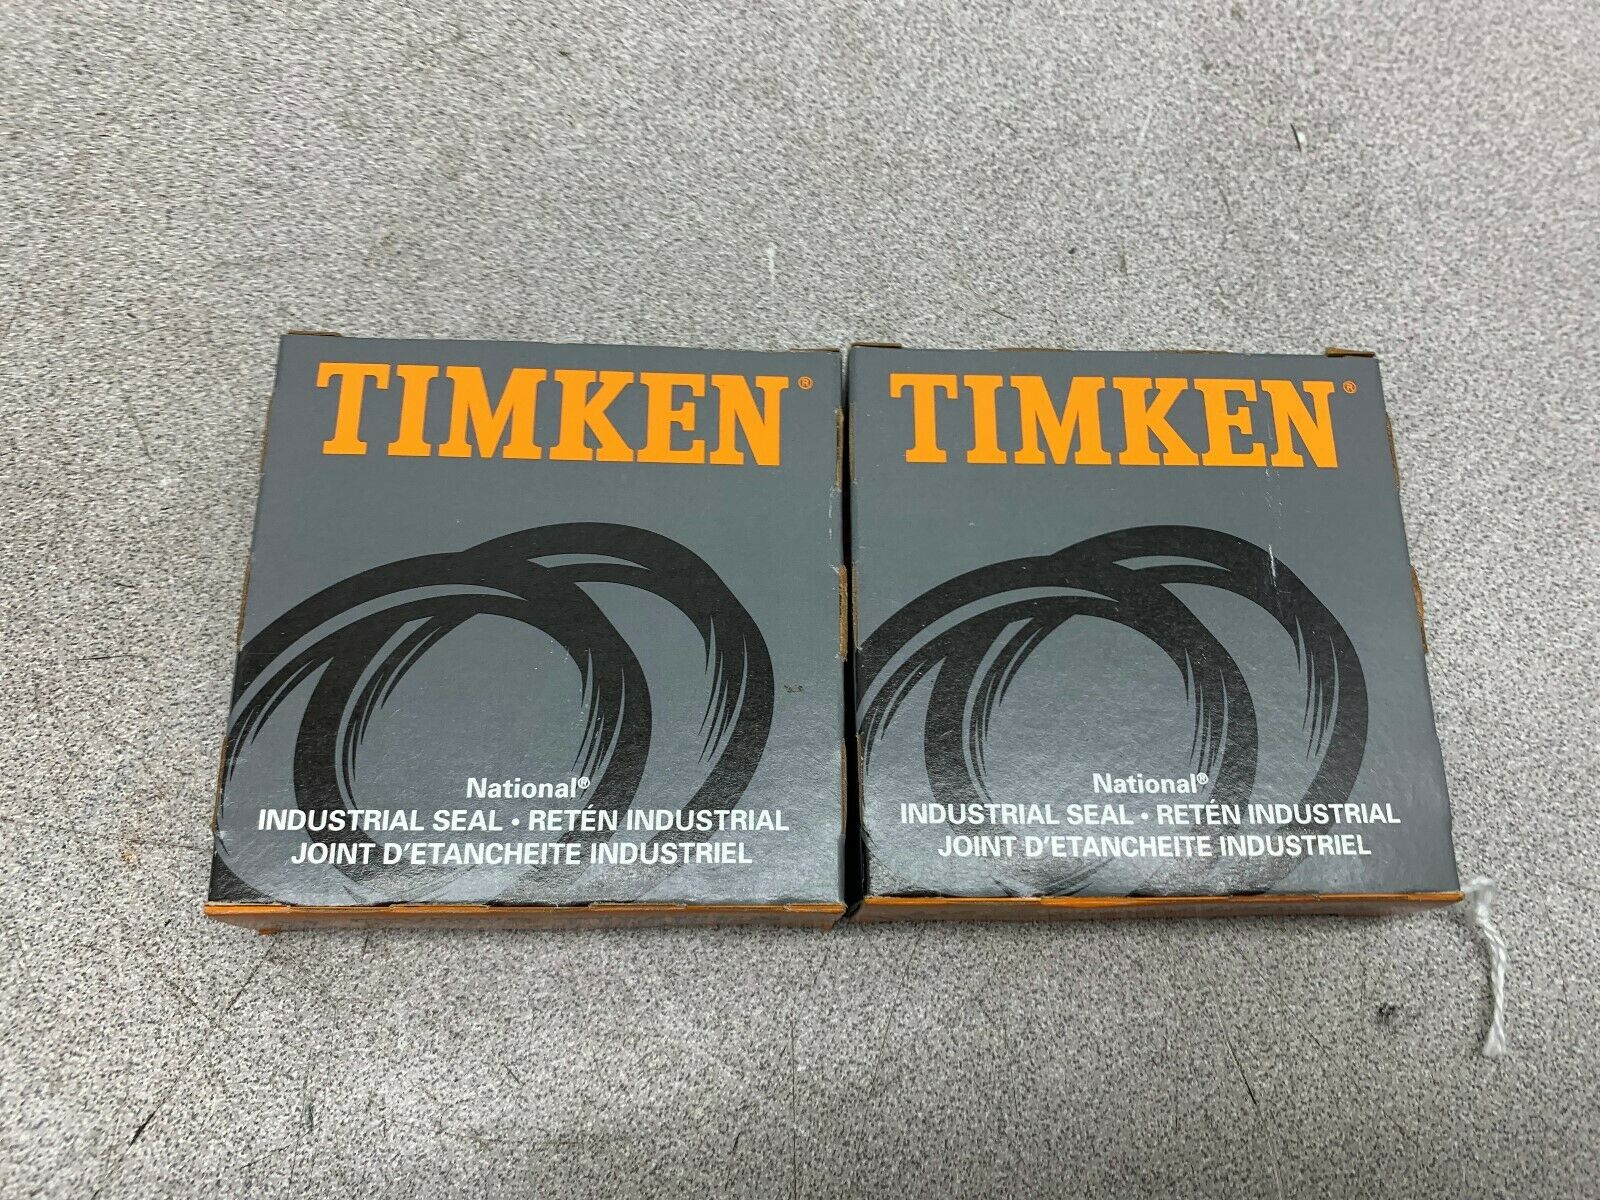 TIMKEN®
National®
INDUSTRIAL SEAL • RETÉN INDUSTRIAL
JOINT D'ETANCHEITE INDUSTRIEL
TIMKEN®
National®
INDUSTRIAL SEAL • RETÉN INDUSTRIAL
JOINT D'ETANCHEITE INDUSTRIEL